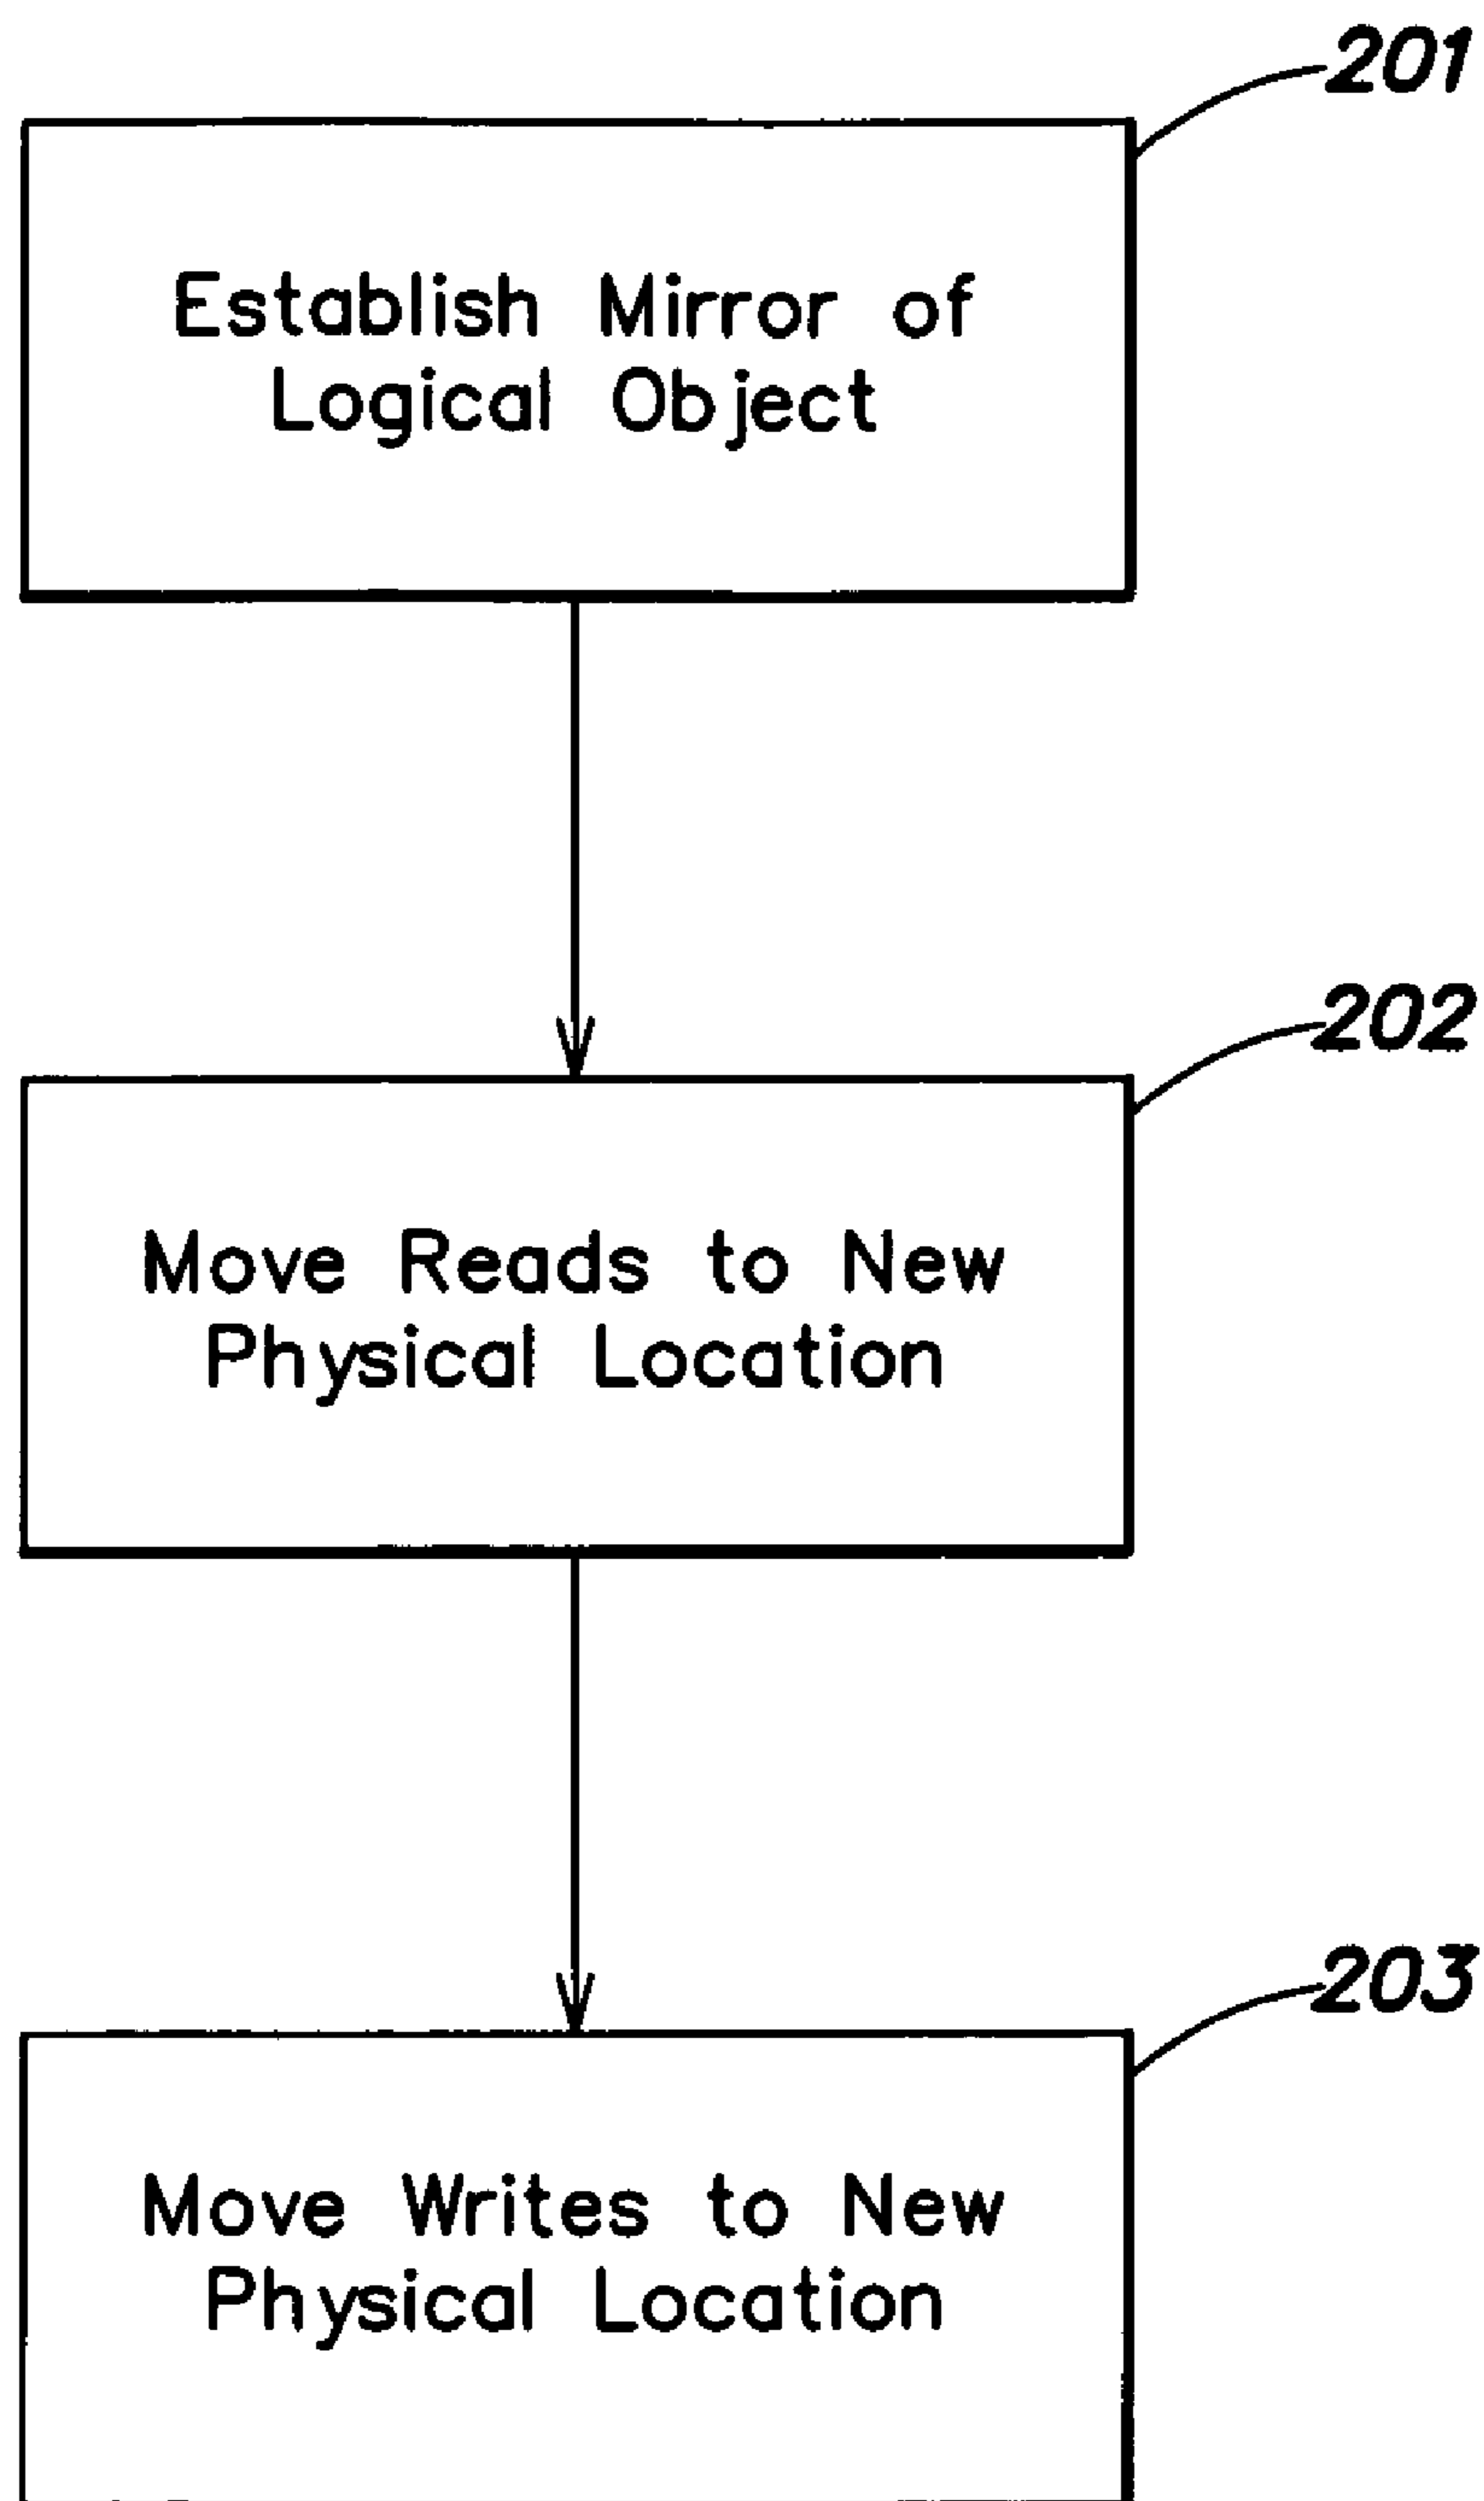 201
Establish Mirror of
Logical Object
202
Move Reads to New
Physical Location
203
Move Writes to New
Physical Location